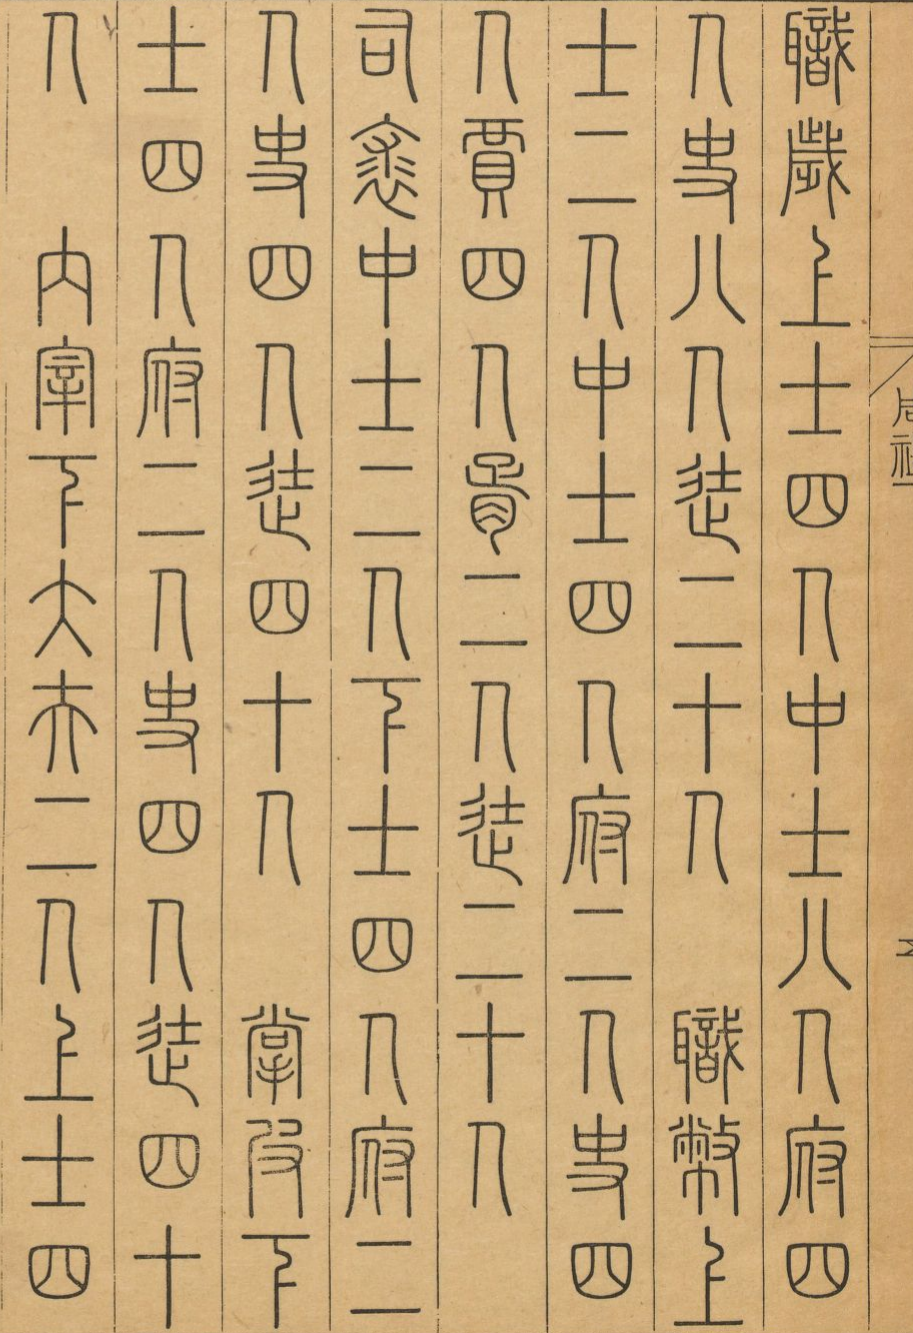 職歲上士四人中士八人府四
人史八人徒二十人 職幣上
士二人中士四人府二人史四
人賈四人胥二人徒二十人
司裘中士二人下士四人府二
人史四人徒四十人 掌皮下
士四人府二人史四人徒四十
人 內宰下大夫二人上士四